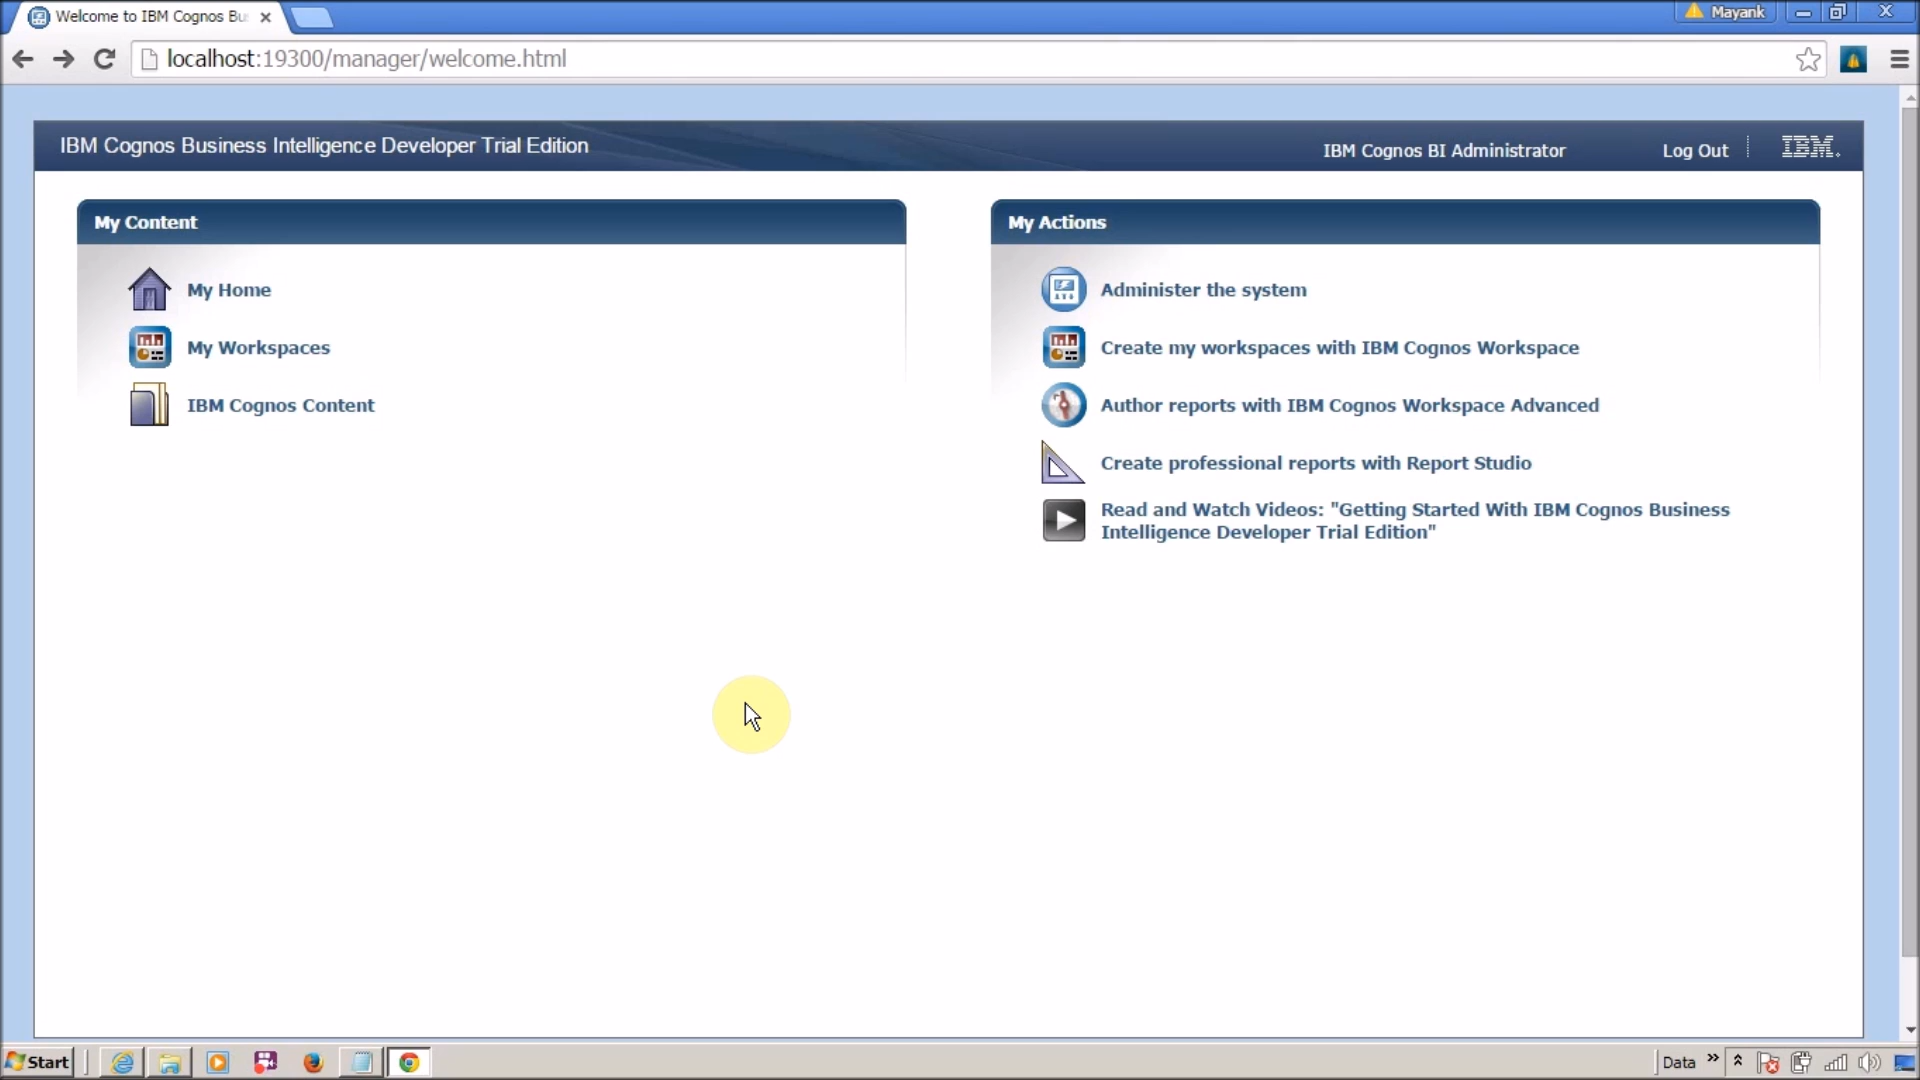 Welcome to IBM Cognos Bu
Mayank
localhost:19300/manager/welcome.html
IBM Cognos Business Intelligence Developer Trial Edition
IBM Cognos BI Administrator
Log Out
IBM.
My Content
My Home
My Workspaces
IBM Cognos Content
My Actions
Administer the system
Create my workspaces with IBM Cognos Workspace
Author reports with IBM Cognos Workspace Advanced
Create professional reports with Report Studio
Read and Watch Videos: "Getting Started With IBM Cognos Business
Intelligence Developer Trial Edition"
Start
Data